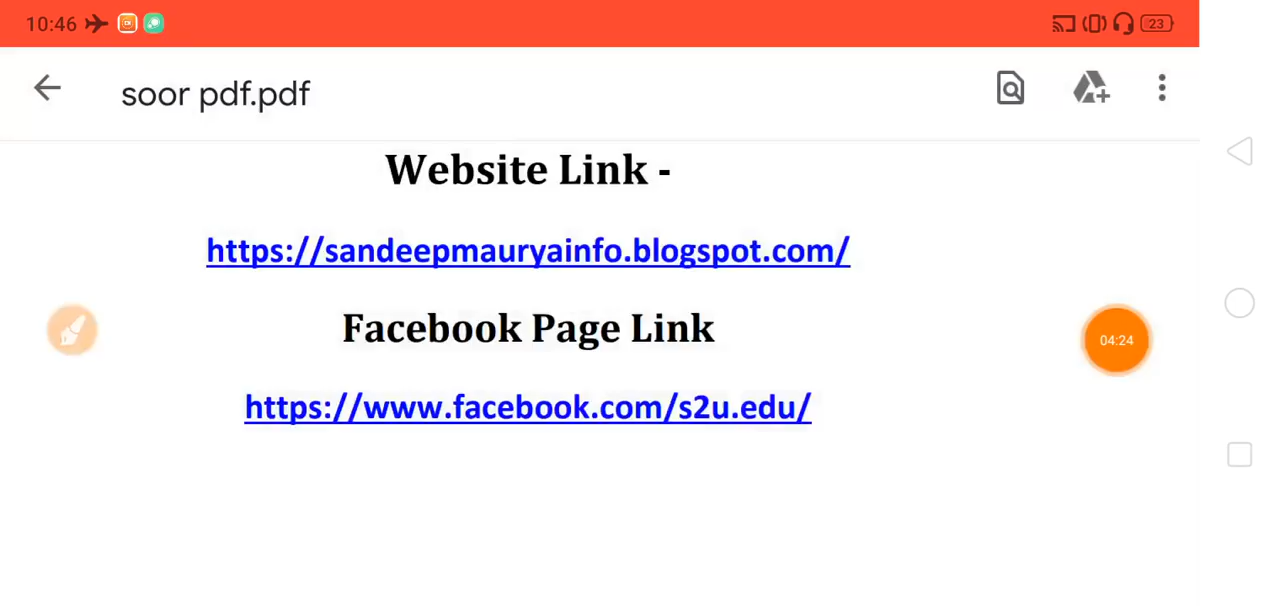 10:46 23
soor pdf.pdf
Website Link -
https://sandeepmauryainfo.blogspot.com/
Facebook Page Link
04:24
https://www.facebook.com/s2u.edu/